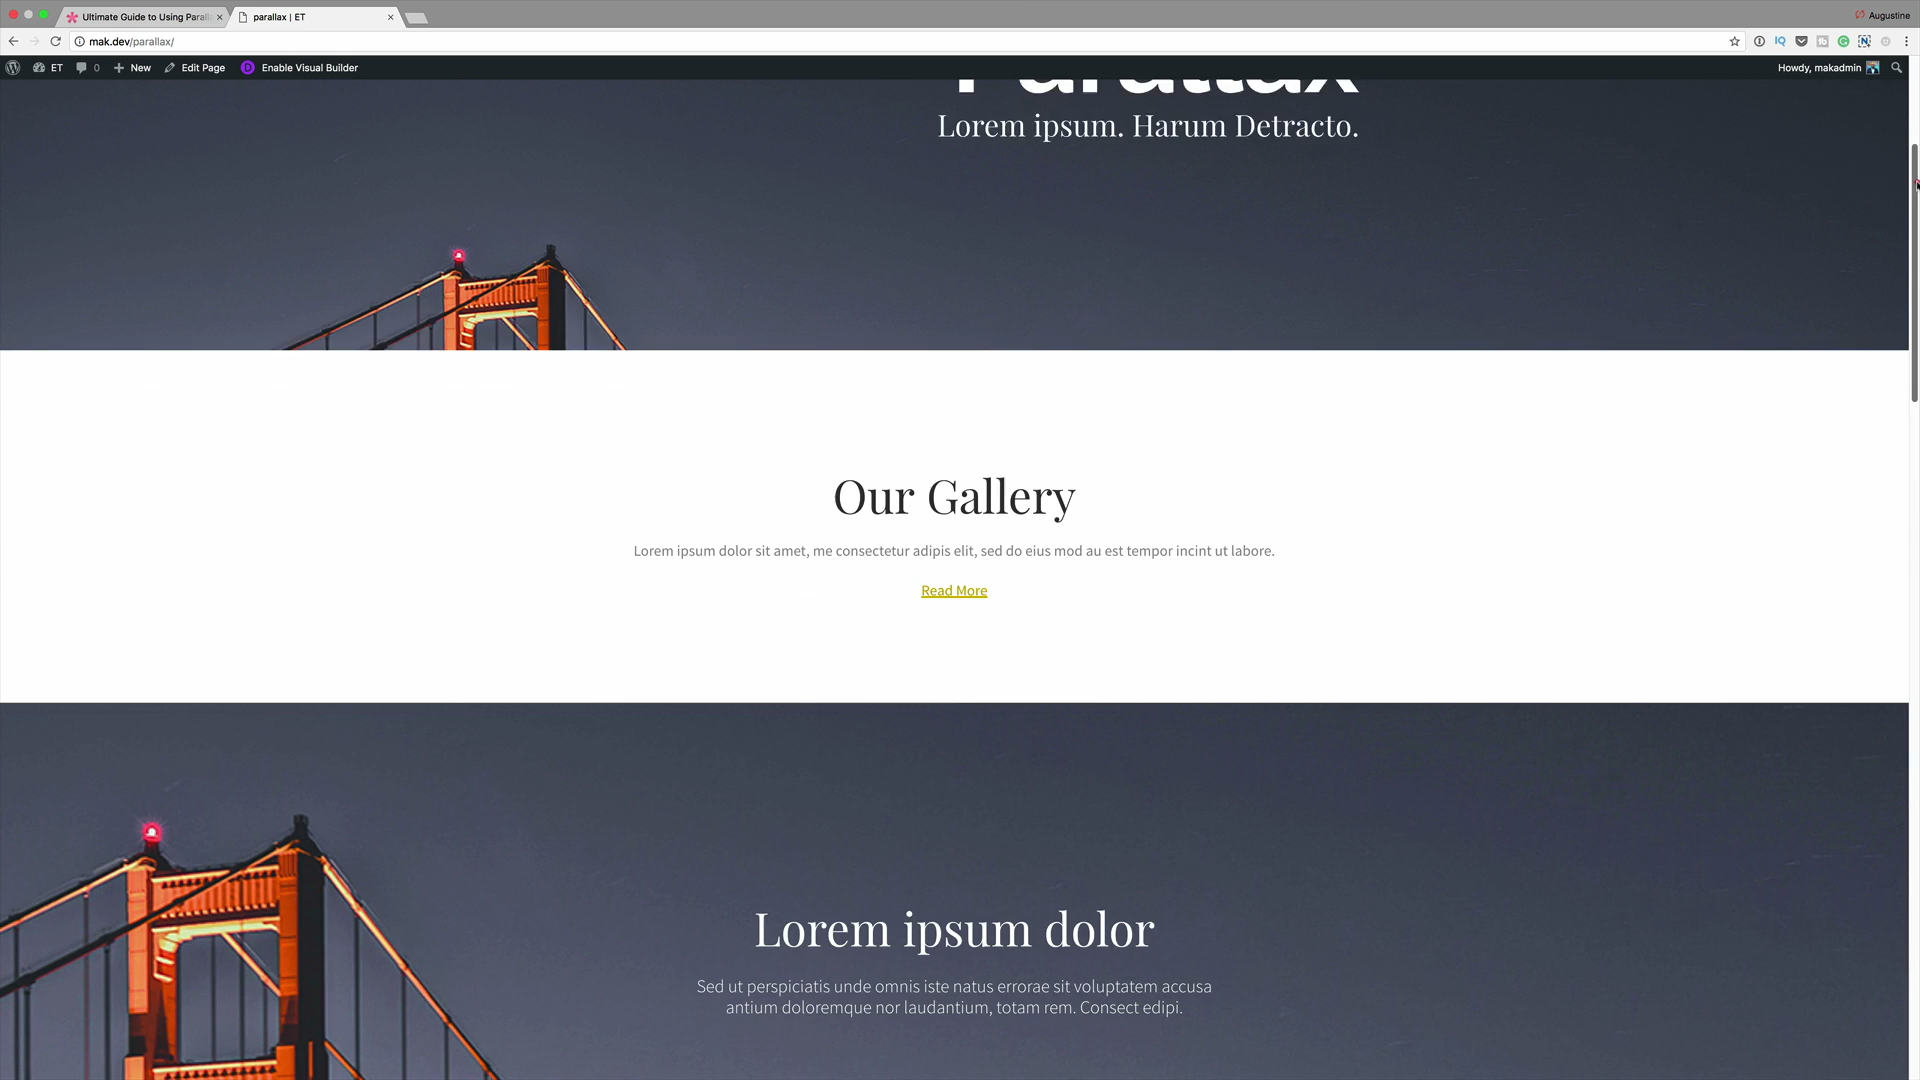 Ultimate Guide to Using Paralla
parallax | ET
Augustine
mak.dev/parallax/
ET
0
New
Edit Page
D
Enable Visual Builder
Howdy, makadmin
Parallax
Lorem ipsum. Harum Detracto.
Our Gallery
Lorem ipsum dolor sit amet, me consectetur adipis elit, sed do eius mod au est tempor incint ut labore.
Read More
Lorem ipsum dolor
Sed ut perspiciatis unde omnis iste natus errorae sit voluptatem accusa
antium doloremque nor laudantium, totam rem. Consect edipi.